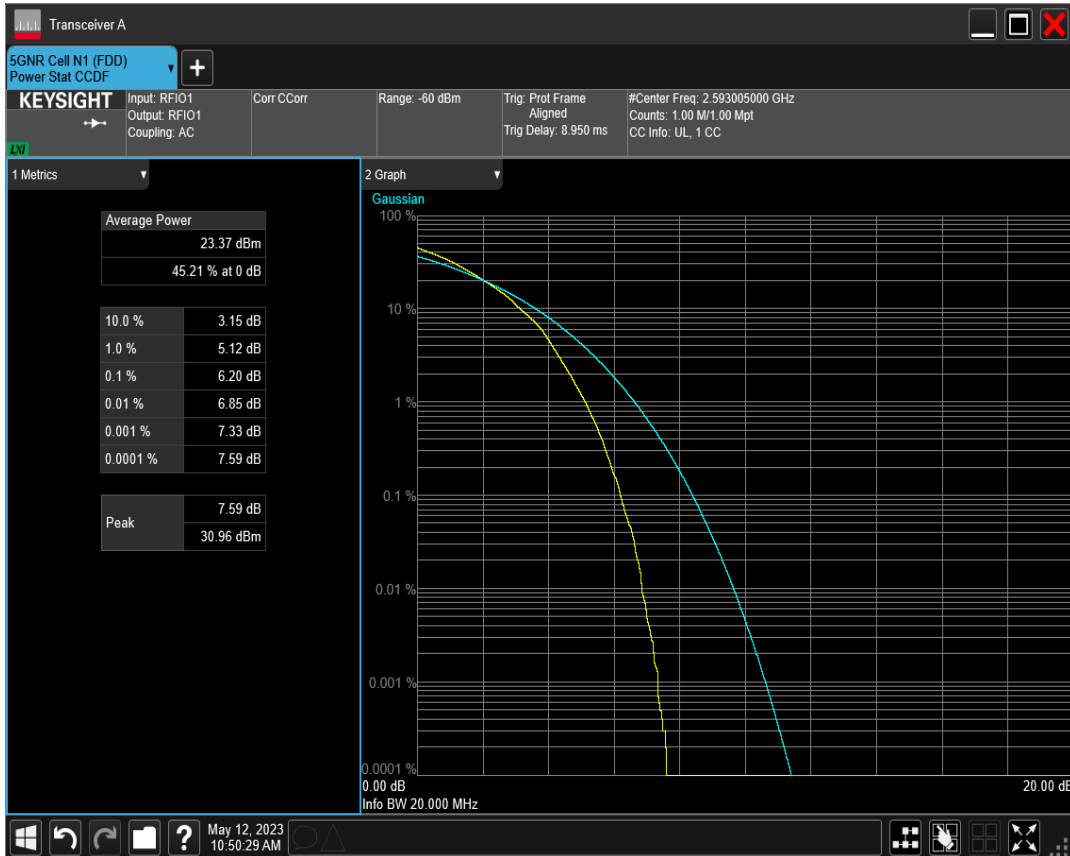 Transceiver A
5GNR Cell N1 (FDD)
Power Stat CCDF
+
KEYSIGHT
LXI
Input: RFIO1
Output: RFIO1
Coupling: AC
Corr CCorr
Range: -60 dBm
Trig: Prot Frame
Aligned
Trig Delay: 8.950 ms
#Center Freq: 2.593005000 GHz
Counts: 1.00 M/1.00 Mpt
CC Info: UL, 1 CC
1 Metrics
Average Power
23.37 dBm
45.21 % at 0 dB
10.0 % 3.15 dB
1.0 % 5.12 dB
0.1 % 6.20 dB
0.01 % 6.85 dB
0.001 % 7.33 dB
0.0001 % 7.59 dB
Peak 7.59 dB
30.96 dBm
2 Graph
Gaussian
100 %
10 %
1 %
0.1 %
0.01 %
0.001 %
0.0001 %
0.00 dB 20.00 dB
Info BW 20.000 MHz
?
May 12, 2023
10:50:29 AM